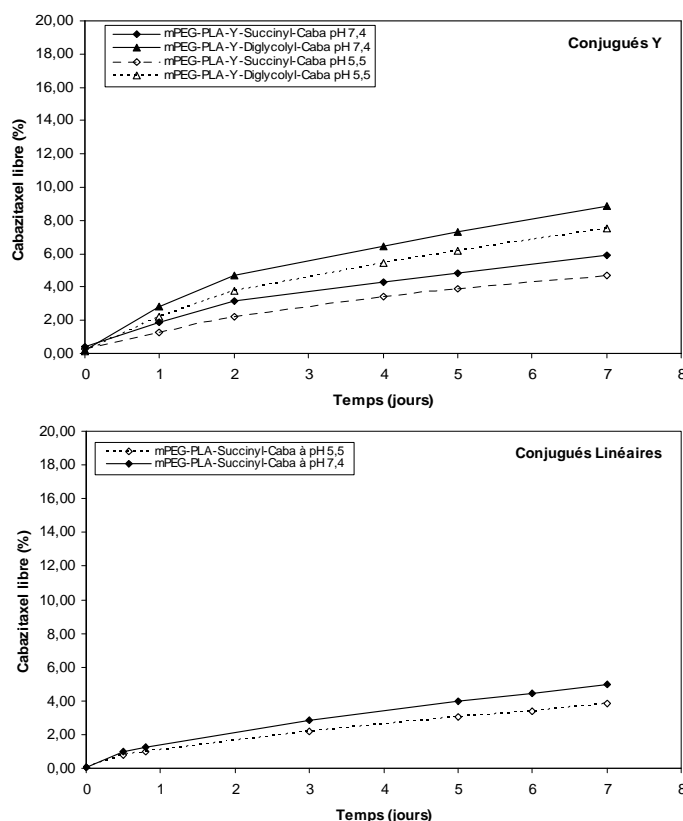 20,00
18,00
16,00
14,00
12,00
10,00
8,00
6,00
4,00
2,00
0,00
Cabazitaxel libre (%)
mPEG-PLA-Y-Succinyl-Caba pH 7,4
mPEG-PLA-Y-Diglycolyl-Caba pH 7,4
mPEG-PLA-Y-Succinyl-Caba pH 5,5
mPEG-PLA-Y-Diglycolyl-Caba pH 5,5
Conjugués Y
0 1 2 3 4 5 6 7 8
Temps (jours)
20,00
18,00
16,00
14,00
12,00
10,00
8,00
6,00
4,00
2,00
0,00
Cabazitaxel libre (%)
mPEG-PLA-Succinyl-Caba à pH 5,5
mPEG-PLA-Succinyl-Caba à pH 7,4
Conjugués Linéaires
0 1 2 3 4 5 6 7 8
Temps (jours)